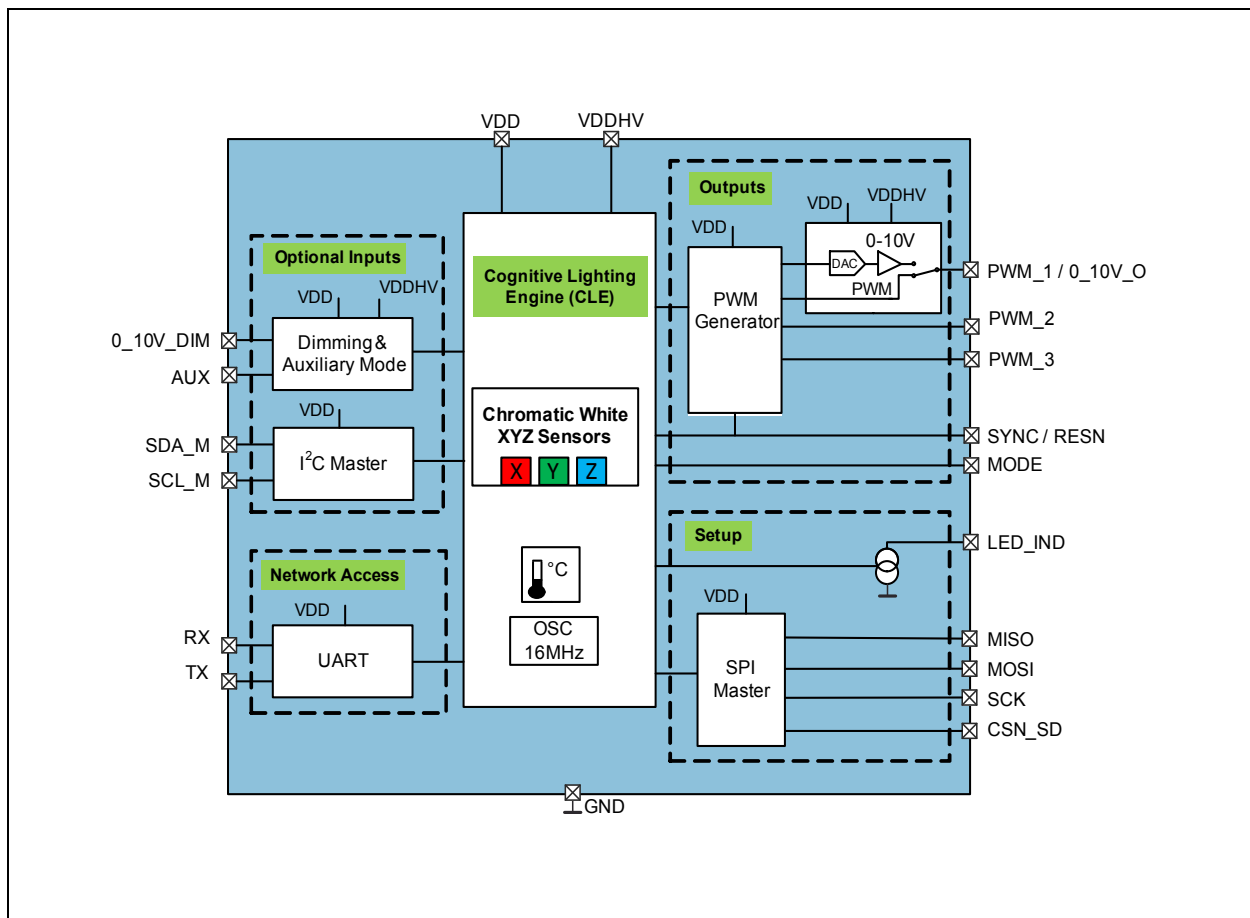 VDD
VDDHV
Outputs
VDD
VDDHV
VDD
0-10V
DAC
PWM
PWM
Generator
PWM_1 / 0_10V_O
PWM_2
PWM_3
SYNC / RESN
MODE
Optional Inputs
VDD
VDDHV
0_10V_DIM
AUX
Dimming &
Auxiliary Mode
VDD
SDA_M
SCL_M
I²C Master
Cognitive Lighting
Engine (CLE)
Chromatic White
XYZ Sensors
X
Y
Z
°C
OSC
16MHz
Network Access
VDD
RX
TX
UART
Setup
LED_IND
VDD
SPI
Master
MISO
MOSI
SCK
CSN_SD
GND